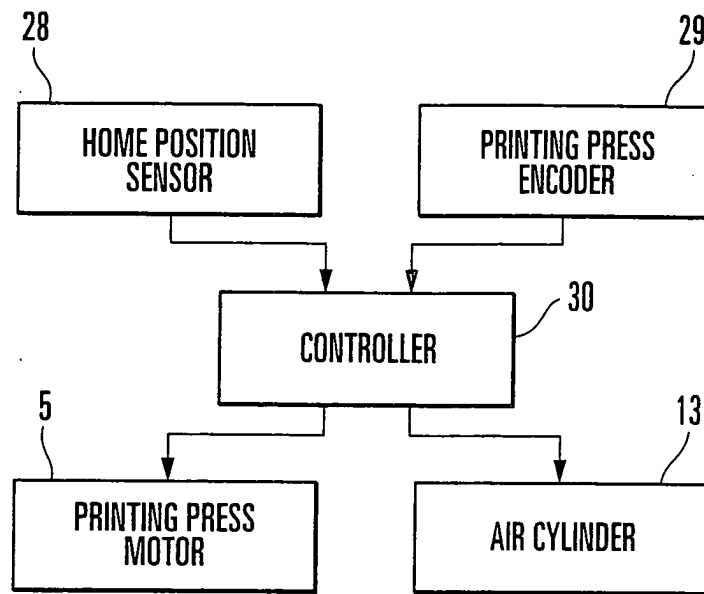 28
29
HOME POSITION
SENSOR
PRINTING PRESS
ENCODER
30
CONTROLLER
5
13
PRINTING PRESS
MOTOR
AIR CYLINDER